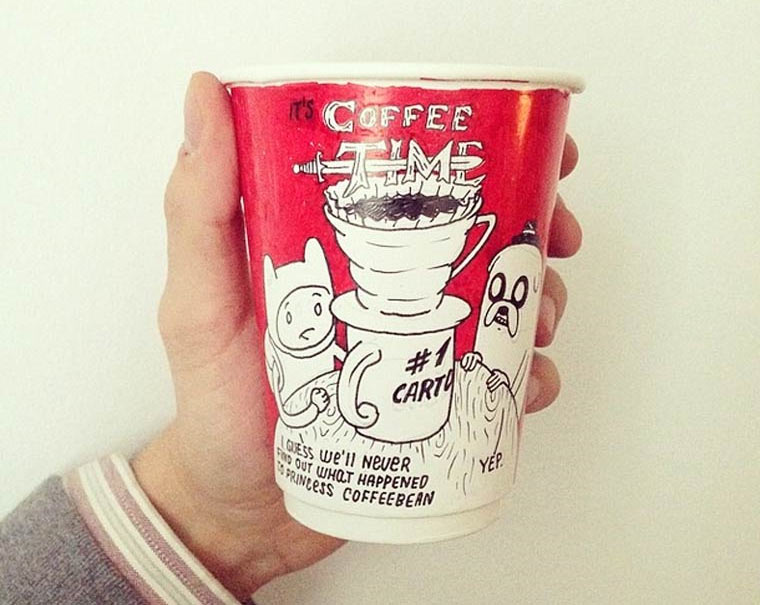 IT'S COFFEE
TIME
#1
CARTO
I GUESS We'll NeVER
FIND OUT WHaT HAPPENED
TO PRINCESS COFFEEBEAN
YEP.